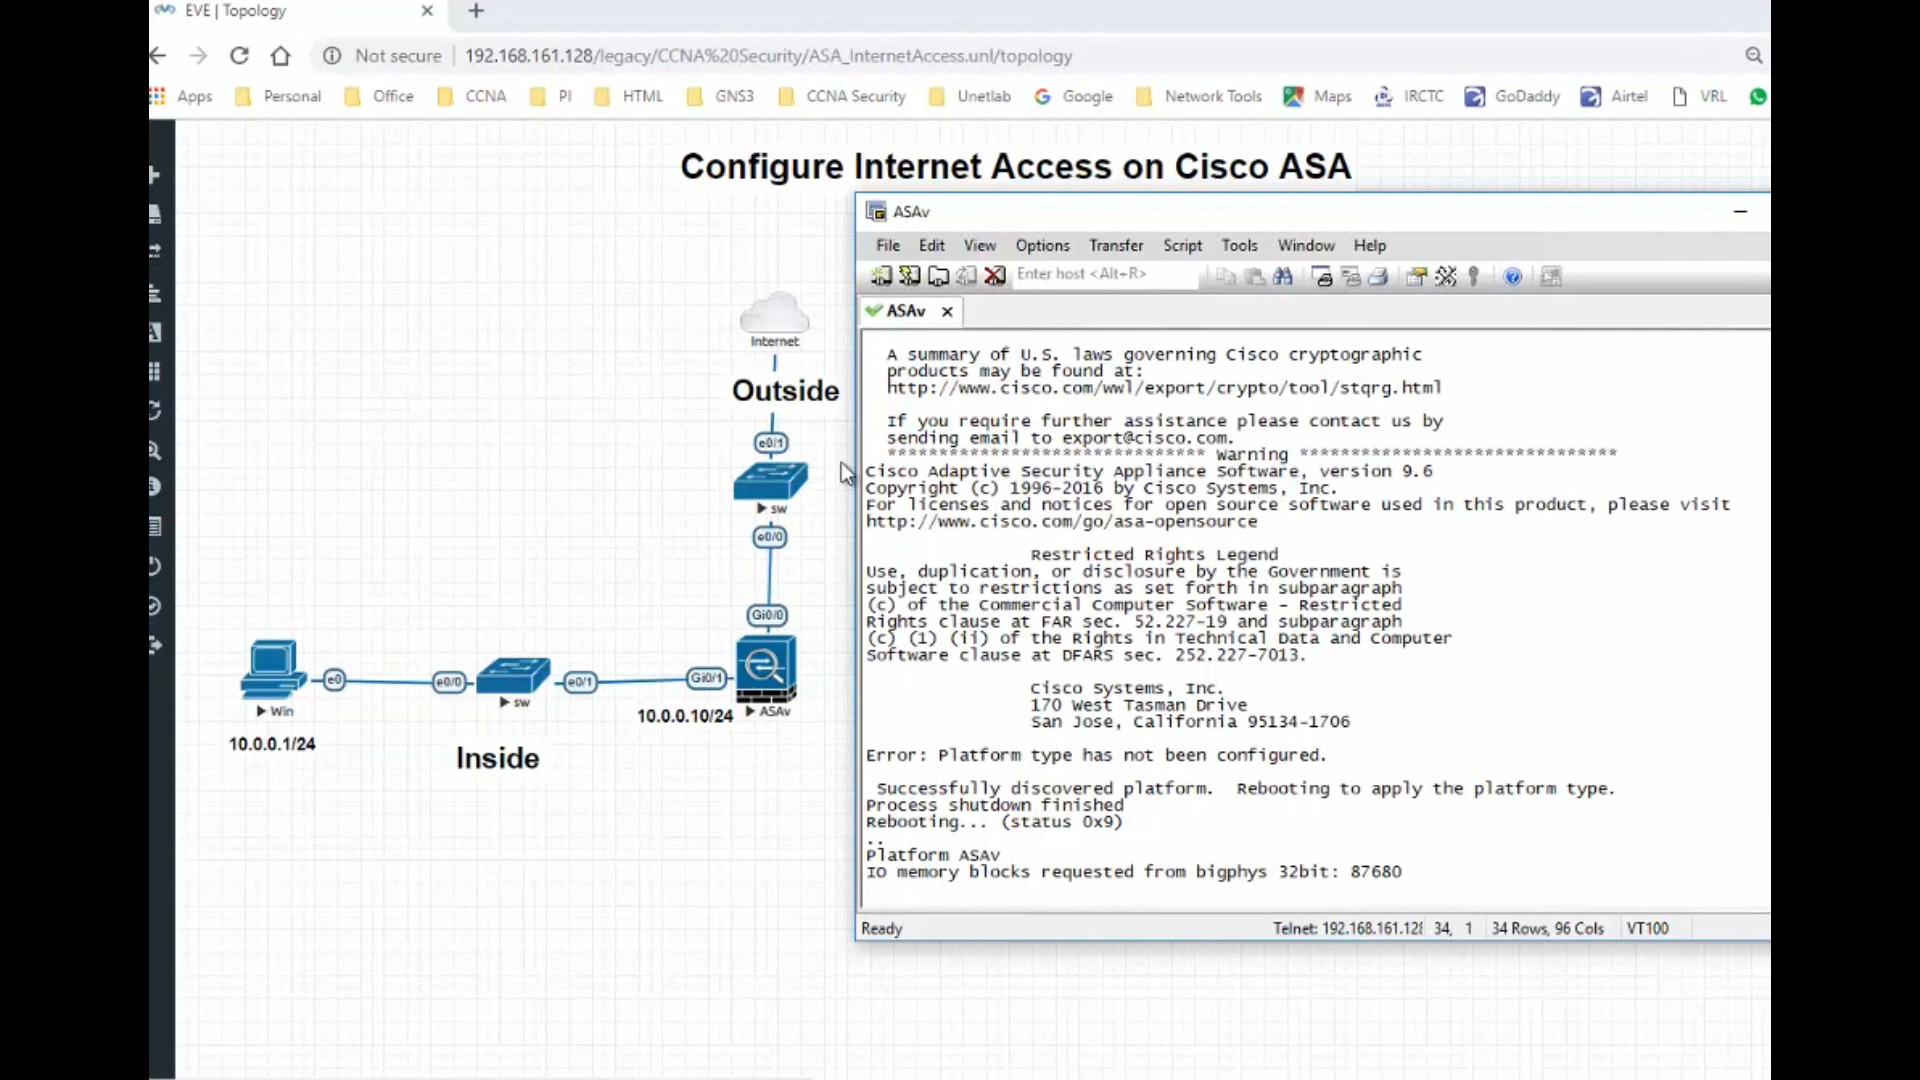 EVE | Topology
Not secure
192.168.161.128/legacy/CCNA%20Security/ASA_InternetAccess.unl/topology
Apps Personal Office CCNA PI HTML GNS3 CCNA Security Unetlab Google Network Tools Maps IRCTC GoDaddy Airtel VRL
Configure Internet Access on Cisco ASA
Internet
Outside
e0/1
sw
e0/0
Gi0/0
e0
e0/0
e0/1
Gi0/1
Win
sw
ASAv
10.0.0.10/24
10.0.0.1/24
Inside
ASAv
File Edit View Options Transfer Script Tools Window Help
Enter host <Alt+R>
ASAv
A summary of U.S. laws governing Cisco cryptographic
products may be found at:
http://www.cisco.com/wwl/export/crypto/tool/stqrg.html
If you require further assistance please contact us by
sending email to export@cisco.com.
******************************* Warning *******************************
Cisco Adaptive Security Appliance Software, version 9.6
Copyright (c) 1996-2016 by Cisco Systems, Inc.
For licenses and notices for open source software used in this product, please visit
http://www.cisco.com/go/asa-opensource
Restricted Rights Legend
Use, duplication, or disclosure by the Government is
subject to restrictions as set forth in subparagraph
(c) of the Commercial Computer Software - Restricted
Rights clause at FAR sec. 52.227-19 and subparagraph
(c) (1) (ii) of the Rights in Technical Data and Computer
Software clause at DFARS sec. 252.227-7013.
Cisco Systems, Inc.
170 West Tasman Drive
San Jose, California 95134-1706
Error: Platform type has not been configured.
Successfully discovered platform.  Rebooting to apply the platform type.
Process shutdown finished
Rebooting... (status 0x9)
..
Platform ASAv
IO memory blocks requested from bigphys 32bit: 87680
Ready
Telnet: 192.168.161.128 34, 1 34 Rows, 96 Cols VT100